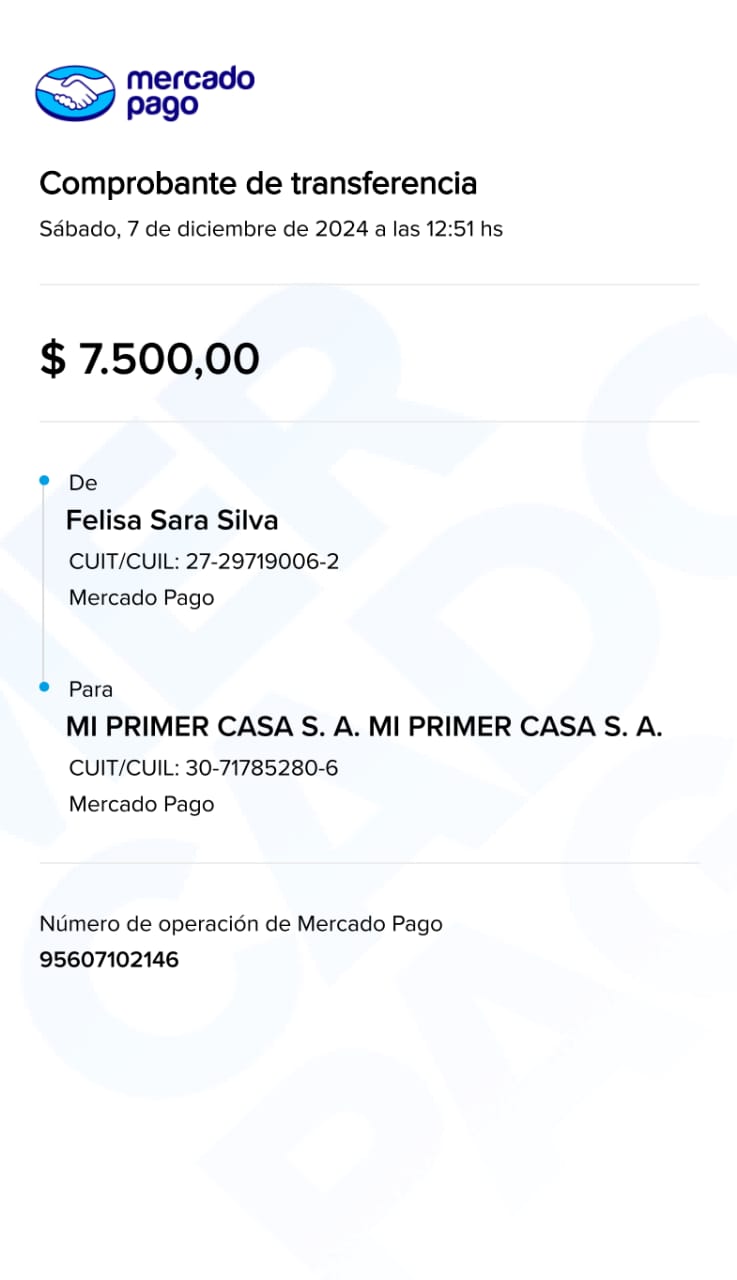 mercado
pago
Comprobante de transferencia
Sábado, 7 de diciembre de 2024 a las 12:51 hs
$ 7.500,00
De
Felisa Sara Silva
CUIT/CUIL: 27-29719006-2
Mercado Pago
Para
MI PRIMER CASA S. A. MI PRIMER CASA S. A.
CUIT/CUIL: 30-71785280-6
Mercado Pago
Número de operación de Mercado Pago
95607102146